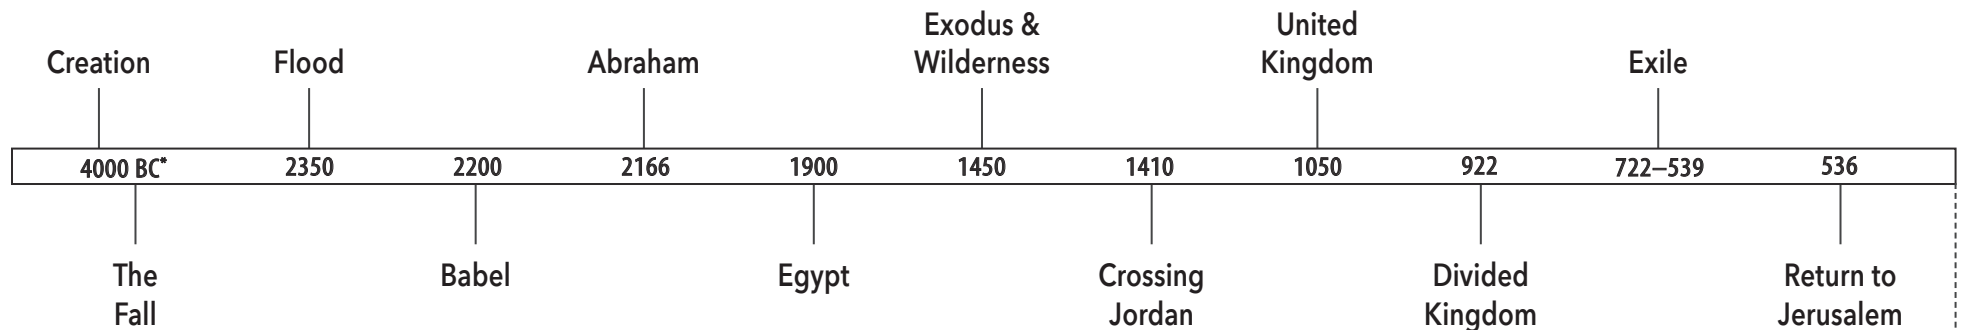 Exodus &
Wilderness
United
Kingdom
Creation
Flood
Abraham
Exile
4000 BC*
2350
2200
2166
1900
1450
1410
1050
922
722–539
536
The
Fall
Babel
Egypt
Crossing
Jordan
Divided
Kingdom
Return to
Jerusalem